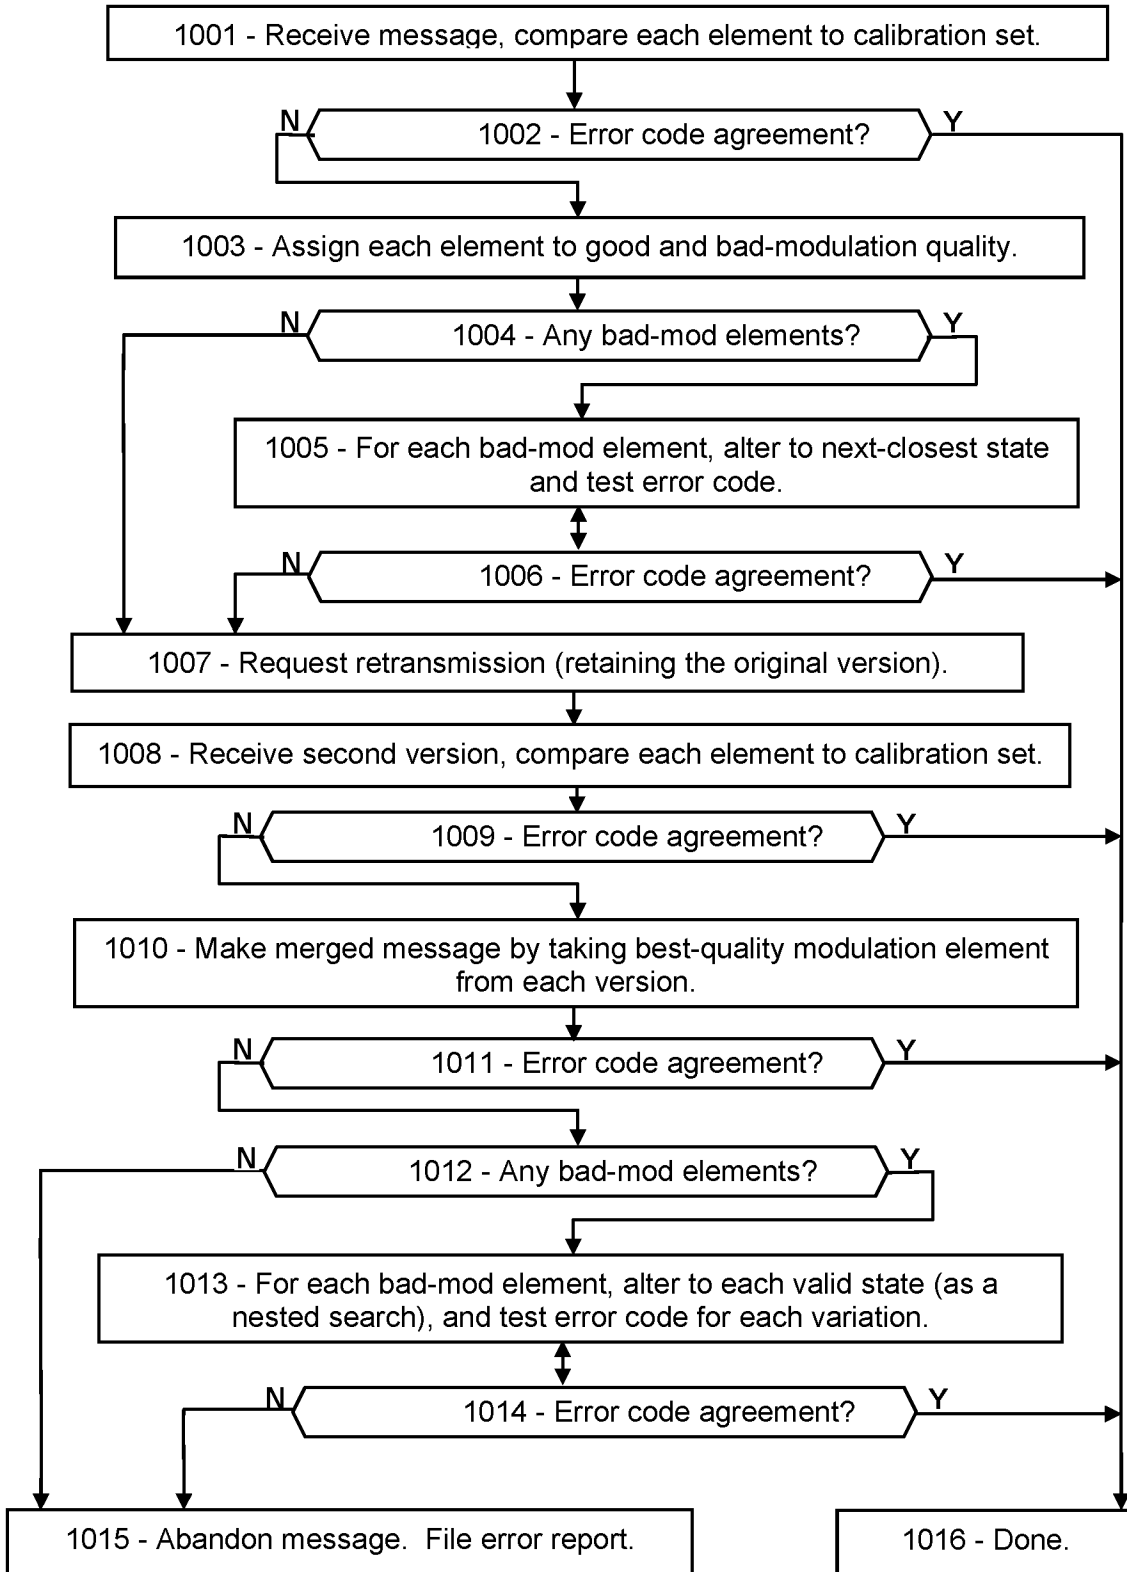 1001 - Receive message, compare each element to calibration set.
N
Y
1002 - Error code agreement?
1003 - Assign each element to good and bad-modulation quality.
N
Y
1004 - Any bad-mod elements?
1005 - For each bad-mod element, alter to next-closest state
and test error code.
N
Y
1006 - Error code agreement?
1007 - Request retransmission (retaining the original version).
1008 - Receive second version, compare each element to calibration set.
N
Y
1009 - Error code agreement?
1010 - Make merged message by taking best-quality modulation element
from each version.
N
Y
1011 - Error code agreement?
N
Y
1012 - Any bad-mod elements?
1013 - For each bad-mod element, alter to each valid state (as a
nested search), and test error code for each variation.
N
Y
1014 - Error code agreement?
1015 - Abandon message.  File error report.
1016 - Done.